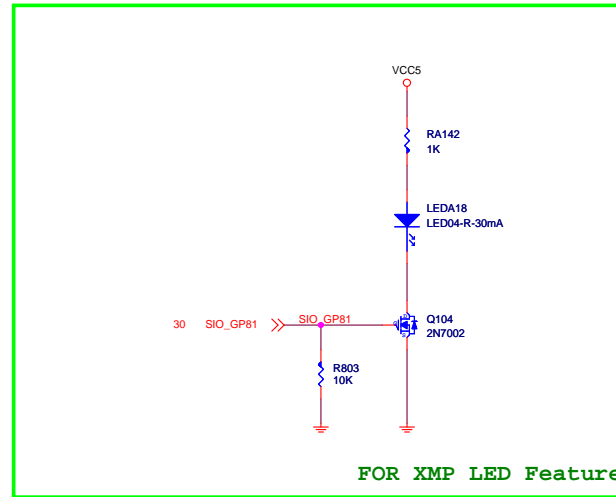 VCC5
RA142
1K
LEDA18
LED04-R-30mA
30 SIO_GP81 SIO_GP81
Q104
2N7002
R803
10K
FOR XMP LED Feature